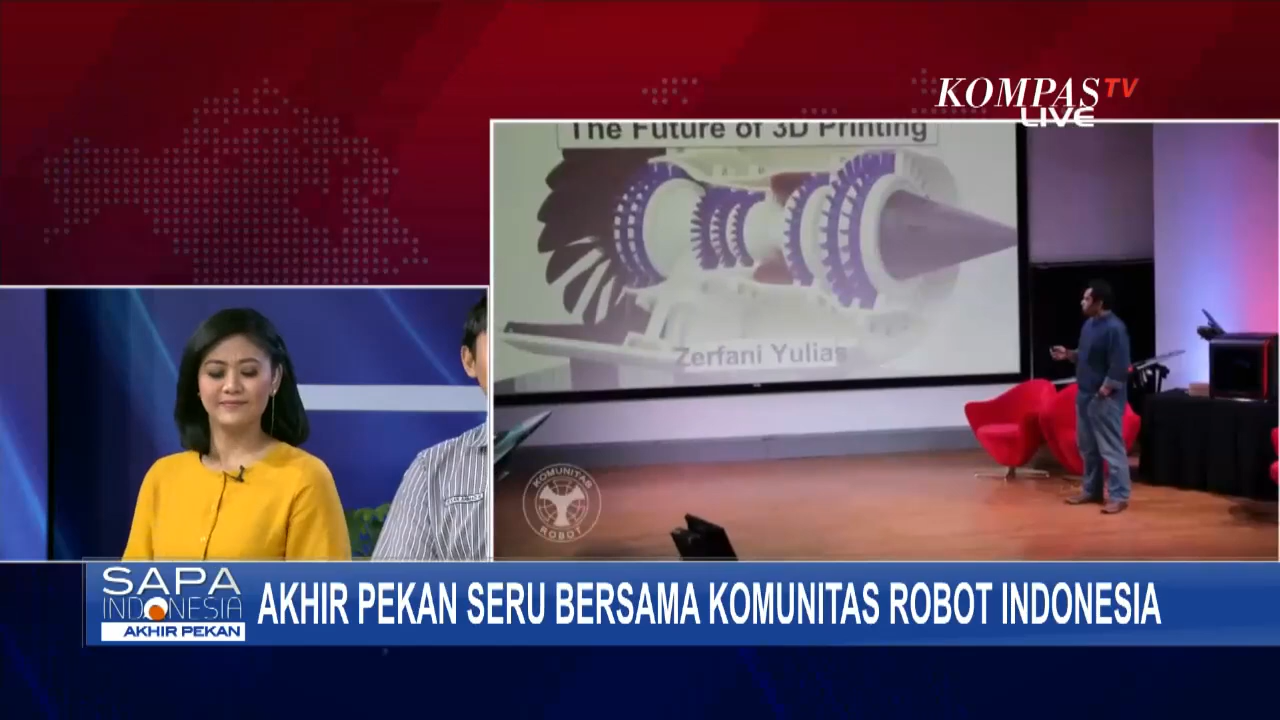 KOMPAS TV
LIVE
The Future of 3D Printing
Zerfani Yulias
KOMUNITAS
ROBOT
SAPA
INDONESIA
AKHIR PEKAN
AKHIR PEKAN SERU BERSAMA KOMUNITAS ROBOT INDONESIA